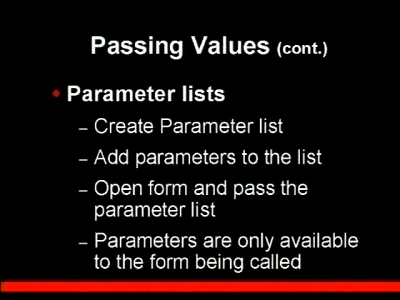 Passing Values (cont.)
• Parameter lists
– Create Parameter list
– Add parameters to the list
– Open form and pass the
parameter list
– Parameters are only available
to the form being called